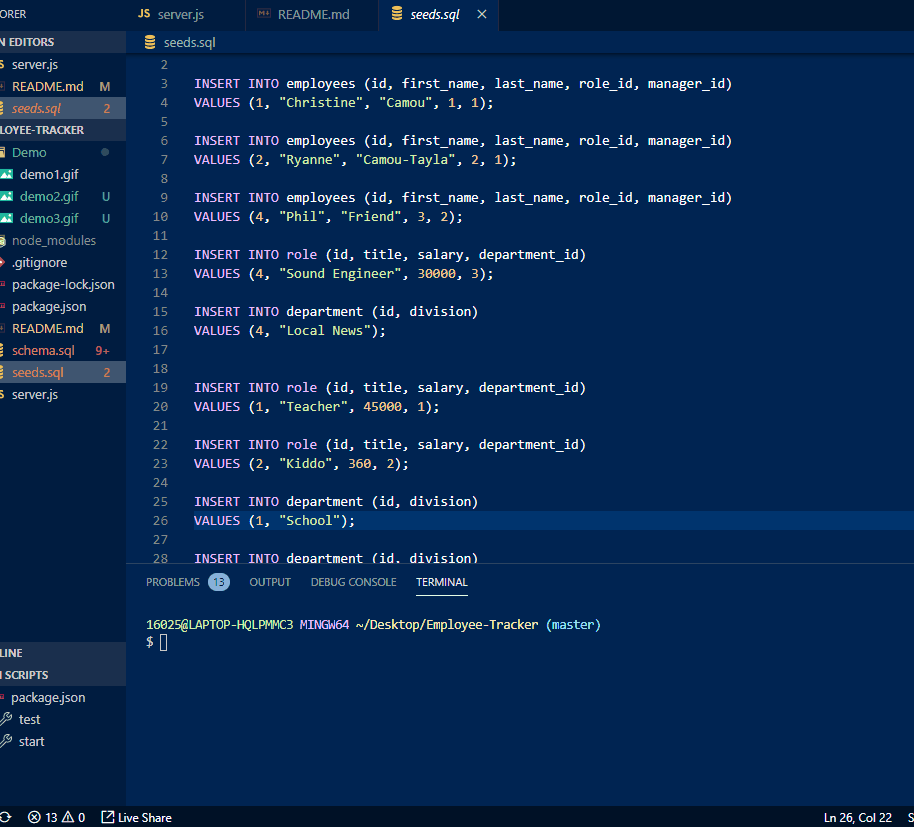 ORER
JS server.js
README.md
seeds.sql ×
N EDITORS
server.js
README.md M
seeds.sql 2
LOYEE-TRACKER
Demo
demo1.gif
demo2.gif U
demo3.gif U
node_modules
.gitignore
package-lock.json
package.json
README.md M
schema.sql 9+
seeds.sql 2
server.js
LINE
SCRIPTS
package.json
test
start
seeds.sql
2
3 INSERT INTO employees (id, first_name, last_name, role_id, manager_id)
4 VALUES (1, "Christine", "Camou", 1, 1);
5
6 INSERT INTO employees (id, first_name, last_name, role_id, manager_id)
7 VALUES (2, "Ryanne", "Camou-Tayla", 2, 1);
8
9 INSERT INTO employees (id, first_name, last_name, role_id, manager_id)
10 VALUES (4, "Phil", "Friend", 3, 2);
11
12 INSERT INTO role (id, title, salary, department_id)
13 VALUES (4, "Sound Engineer", 30000, 3);
14
15 INSERT INTO department (id, division)
16 VALUES (4, "Local News");
17
18
19 INSERT INTO role (id, title, salary, department_id)
20 VALUES (1, "Teacher", 45000, 1);
21
22 INSERT INTO role (id, title, salary, department_id)
23 VALUES (2, "Kiddo", 360, 2);
24
25 INSERT INTO department (id, division)
26 VALUES (1, "School");
27
28 INSERT INTO department (id, division)
PROBLEMS 13 OUTPUT DEBUG CONSOLE TERMINAL
16025@LAPTOP-HQLPMMC3 MINGW64 ~/Desktop/Employee-Tracker (master)
$
13 0 Live Share Ln 26, Col 22 S